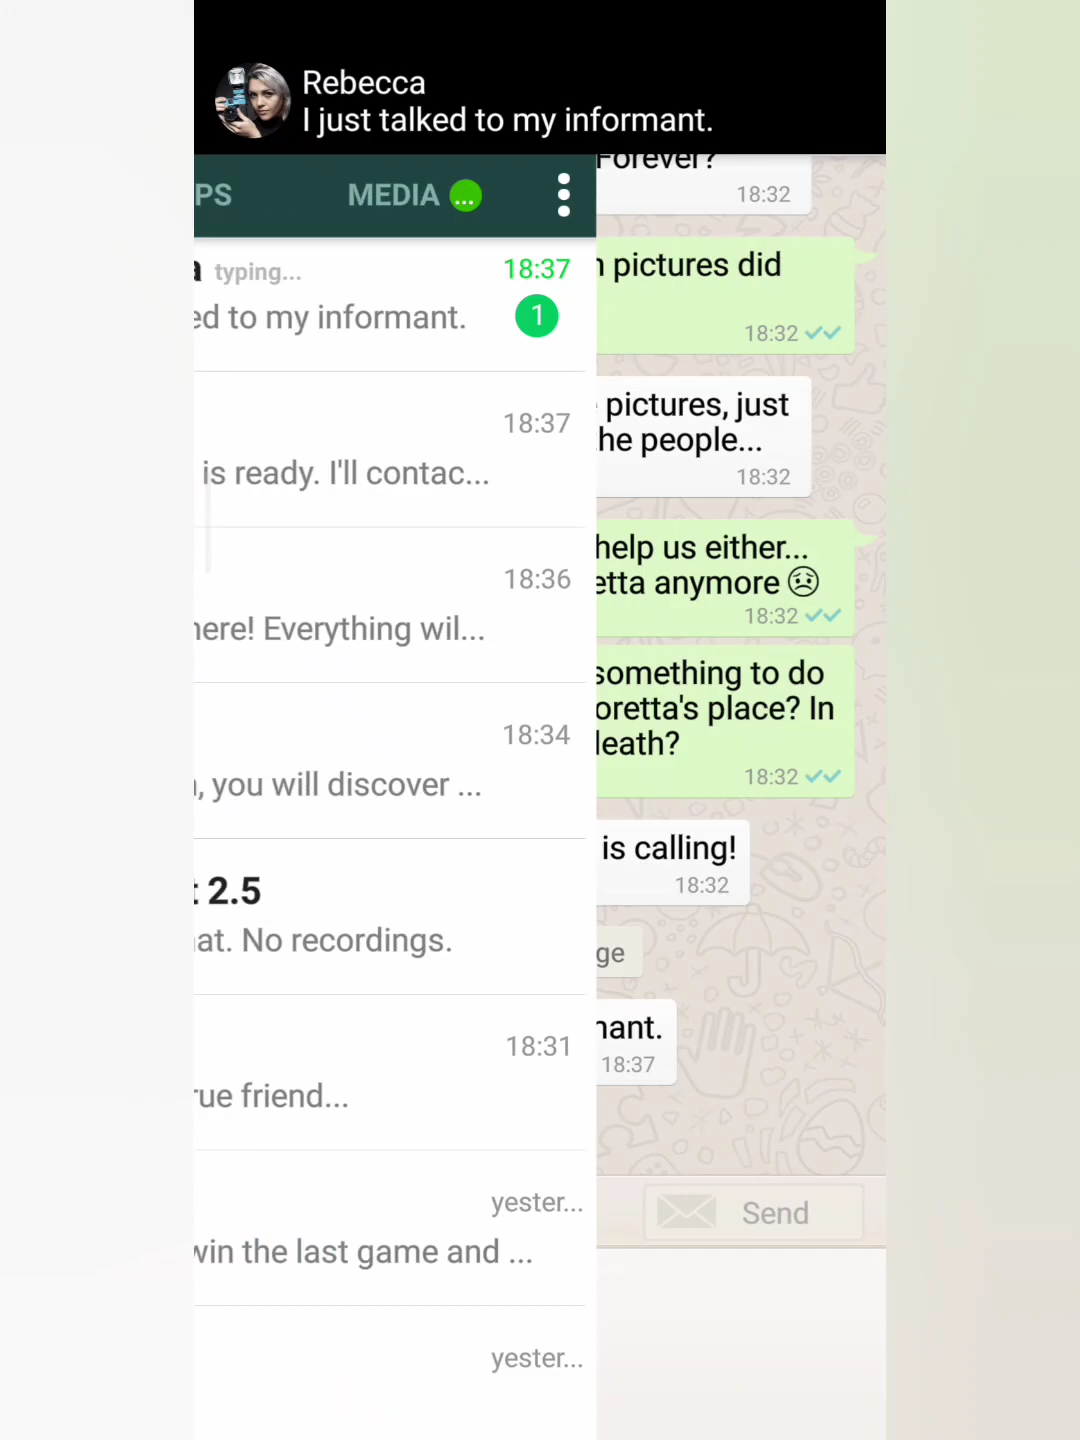 Rebecca
I just talked to my informant.
PS
MEDIA ...
typing...
18:37
ed to my informant.
1
18:37
is ready. I'll contac...
18:36
here! Everything wil...
18:34
, you will discover ...
2.5
at. No recordings.
18:31
rue friend...
yester...
win the last game and ...
yester...
Forever?
18:32
pictures did
18:32
pictures, just
he people...
18:32
help us either...
etta anymore 😟
18:32
something to do
oretta's place? In
death?
18:32
is calling!
18:32
ge
nant.
18:37
Send